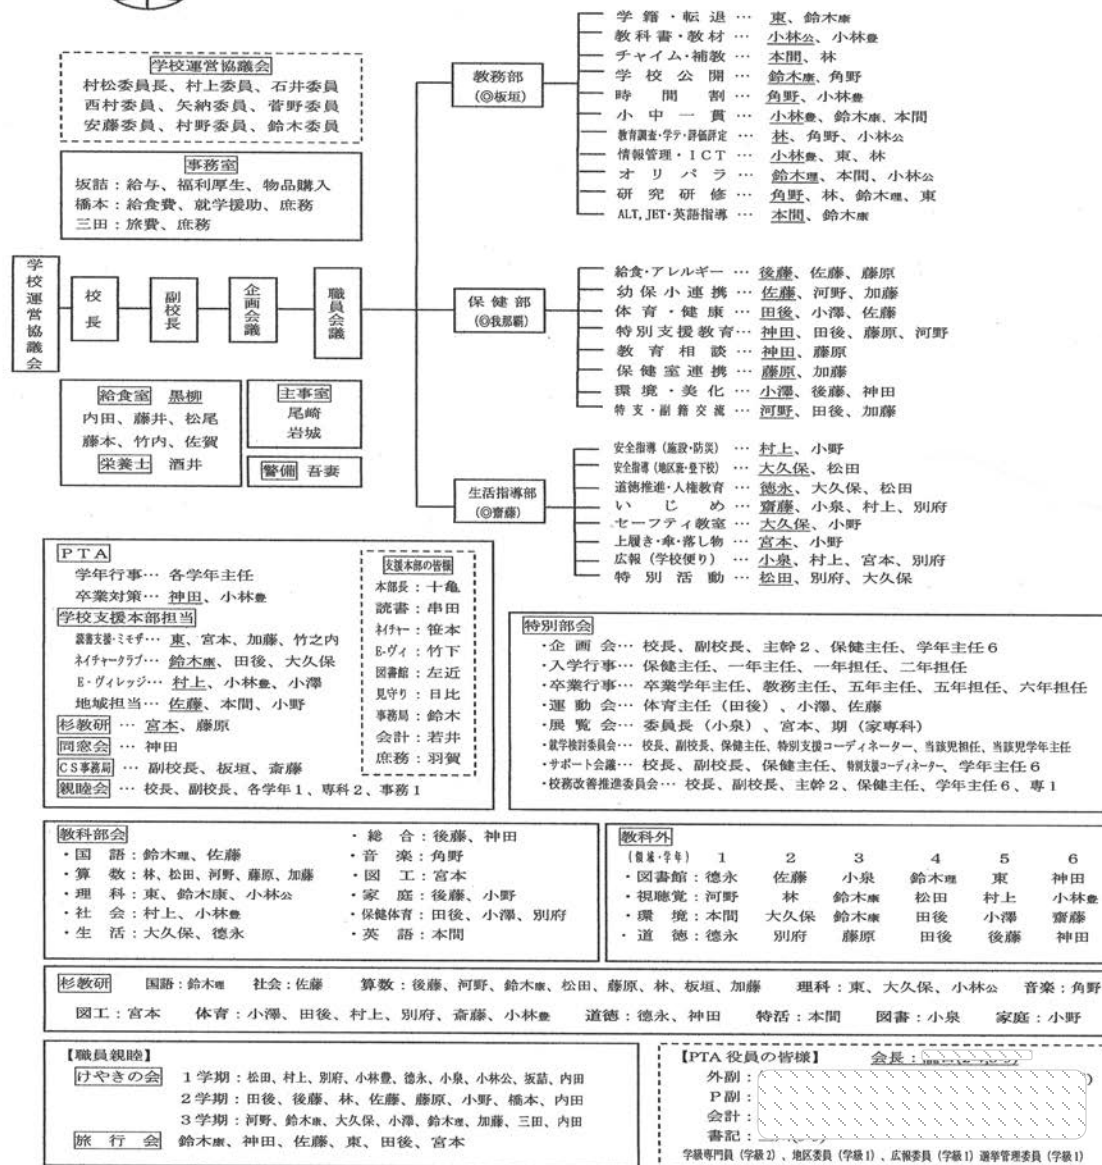 学校運営協議会
村松委員長、村上委員、石井委員
西村委員、矢納委員、菅野委員
安藤委員、村野委員、鈴木委員
事務室
坂詰：給与、福利厚生、物品購入
橋本：給食費、就学援助、庶務
三田：旅費、庶務
学校運営協議会
校長
副校長
企画会議
職員会議
給食室 黒柳
内田、藤井、松尾
藤本、竹内、佐賀
栄養士 酒井
主事室
尾崎
岩城
警備 吾妻
教務部
(◎板垣)
学籍・転退 … 東、鈴木康
教科書・教材 … 小林公、小林豊
チャイム・補教 … 本間、林
学校公開 … 鈴木康、角野
時間割 … 角野、小林豊
小中一貫 … 小林豊、鈴木康、本間
教育調査・学テ・評価評定 … 林、角野、小林公
情報管理・ICT … 小林豊、東、林
オリパラ … 鈴木理、本間、小林公
研究研修 … 角野、林、鈴木理、東
ALT,JET・英語指導 … 本間、鈴木康
保健部
(◎我那覇)
給食・アレルギー … 後藤、佐藤、藤原
幼保小連携 … 佐藤、河野、加藤
体育・健康 … 田後、小澤、佐藤
特別支援教育… 神田、田後、藤原、河野
教育相談 … 神田、藤原
保健室連携 … 藤原、加藤
環境・美化 … 小澤、後藤、神田
特支・副籍交流 … 河野、田後、加藤
生活指導部
(◎齋藤)
安全指導（施設・防災） … 村上、小野
安全指導（地区班・登下校） … 大久保、松田
道徳推進・人権教育 … 徳永、大久保、松田
いじめ … 齋藤、小泉、村上、別府
セーフティ教室 … 大久保、小野
上履き・傘・落し物 … 宮本、小野
広報（学校便り） … 小泉、村上、宮本、別府
特別活動 … 松田、別府、大久保
PTA
学年行事… 各学年主任
卒業対策… 神田、小林豊
学校支援本部担当
読書支援・ミモザ… 東、宮本、加藤、竹之内
ネイチャークラブ… 鈴木康、田後、大久保
E・ヴィレッジ… 村上、小林豊、小澤
地域担当… 佐藤、本間、小野
杉教研 … 宮本、藤原
同窓会 … 神田
CS事務局 … 副校長、板垣、斎藤
親睦会 … 校長、副校長、各学年1、専科2、事務1
支援本部の皆様
本部長：十亀
読書：串田
ネイチャー：笹本
E-ヴィ：竹下
図書館：左近
見守り：日比
事務局：鈴木
会計：若井
庶務：羽賀
特別部会
・企画会… 校長、副校長、主幹2、保健主任、学年主任6
・入学行事… 保健主任、一年主任、一年担任、二年担任
・卒業行事… 卒業学年主任、教務主任、五年主任、五年担任、六年担任
・運動会… 体育主任（田後）、小澤、佐藤
・展覧会… 委員長（小泉）、宮本、期（家専科）
・就学検討委員会… 校長、副校長、保健主任、特別支援コーディネーター、当該児担任、当該児学年主任
・サポート会議… 校長、副校長、保健主任、特別支援コーディネーター、学年主任6
・校務改善推進委員会… 校長、副校長、主幹2、保健主任、学年主任6、専1
教科部会
・国語：鈴木理、佐藤
・算数：林、松田、河野、藤原、加藤
・理科：東、鈴木康、小林公
・社会：村上、小林豊
・生活：大久保、徳永
・総合：後藤、神田
・音楽：角野
・図工：宮本
・家庭：後藤、小野
・保健体育：田後、小澤、別府
・英語：本間
教科外
（領域・学年） 1 2 3 4 5 6
・図書館：徳永 佐藤 小泉 鈴木理 東 神田
・視聴覚：河野 林 鈴木康 松田 村上 小林豊
・環境：本間 大久保 鈴木康 田後 小澤 齋藤
・道徳：徳永 別府 藤原 田後 後藤 神田
杉教研 国語：鈴木理 社会：佐藤 算数：後藤、河野、鈴木康、松田、藤原、林、板垣、加藤 理科：東、大久保、小林公 音楽：角野
図工：宮本 体育：小澤、田後、村上、別府、斎藤、小林豊 道徳：徳永、神田 特活：本間 図書：小泉 家庭：小野
【職員親睦】
けやきの会 1学期：松田、村上、別府、小林豊、徳永、小泉、小林公、坂詰、内田
2学期：田後、後藤、林、佐藤、藤原、小野、橋本、内田
3学期：河野、鈴木康、大久保、小澤、鈴木理、加藤、三田、内田
旅行会 鈴木康、神田、佐藤、東、田後、宮本
【PTA役員の皆様】 会長：
外副：
P副：
会計：
書記：
学級専門員（学級2）、地区委員（学級1）、広報委員（学級1）選挙管理委員（学級1）